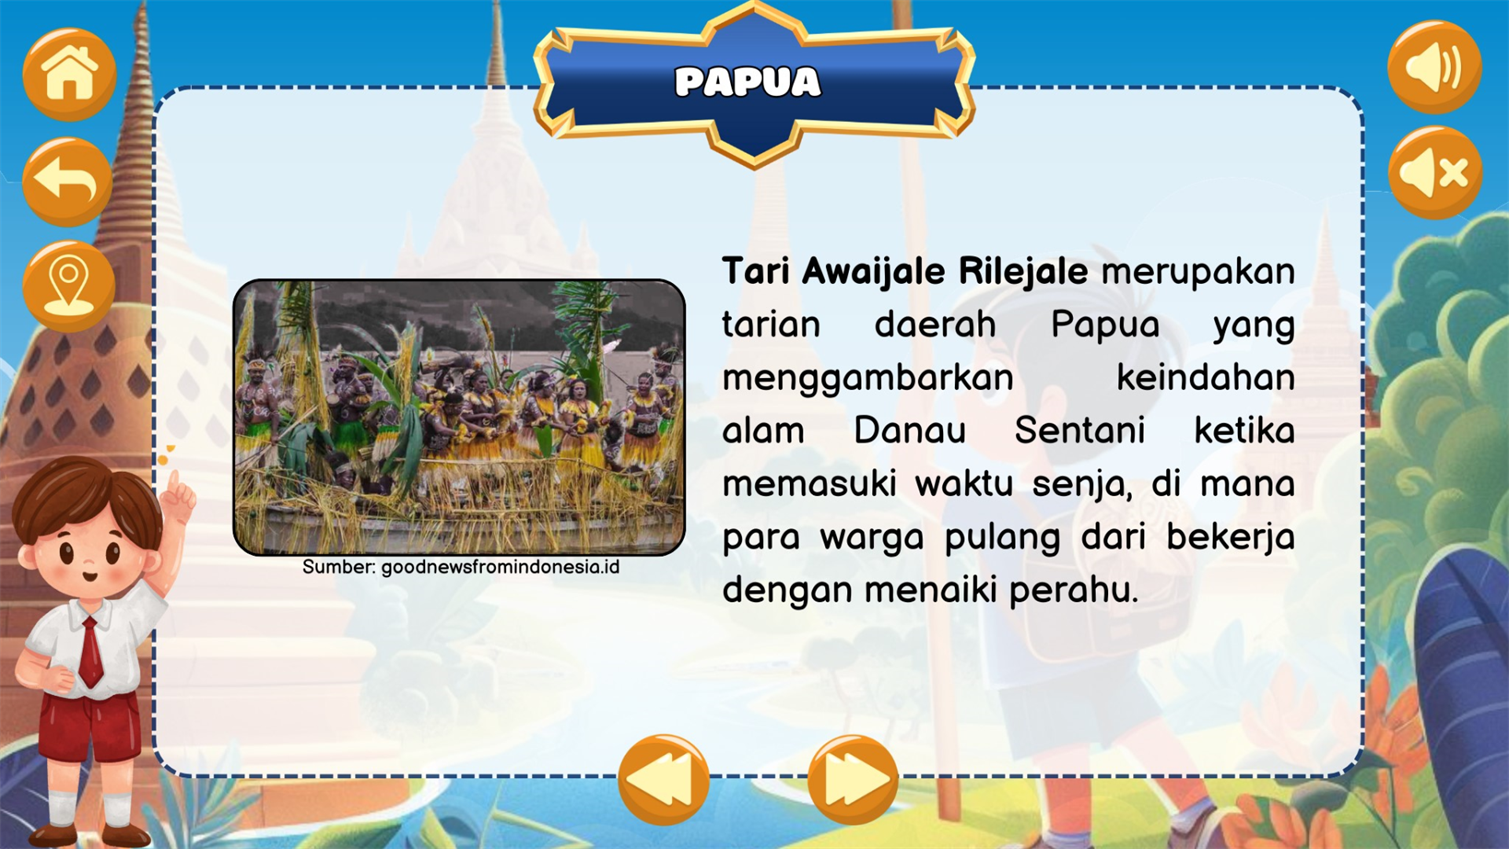 PAPUA
Tari Awaijale Rilejale merupakan
tarian daerah Papua yang
menggambarkan keindahan
alam Danau Sentani ketika
memasuki waktu senja, di mana
para warga pulang dari bekerja
dengan menaiki perahu.
Sumber: goodnewsfromindonesia.id